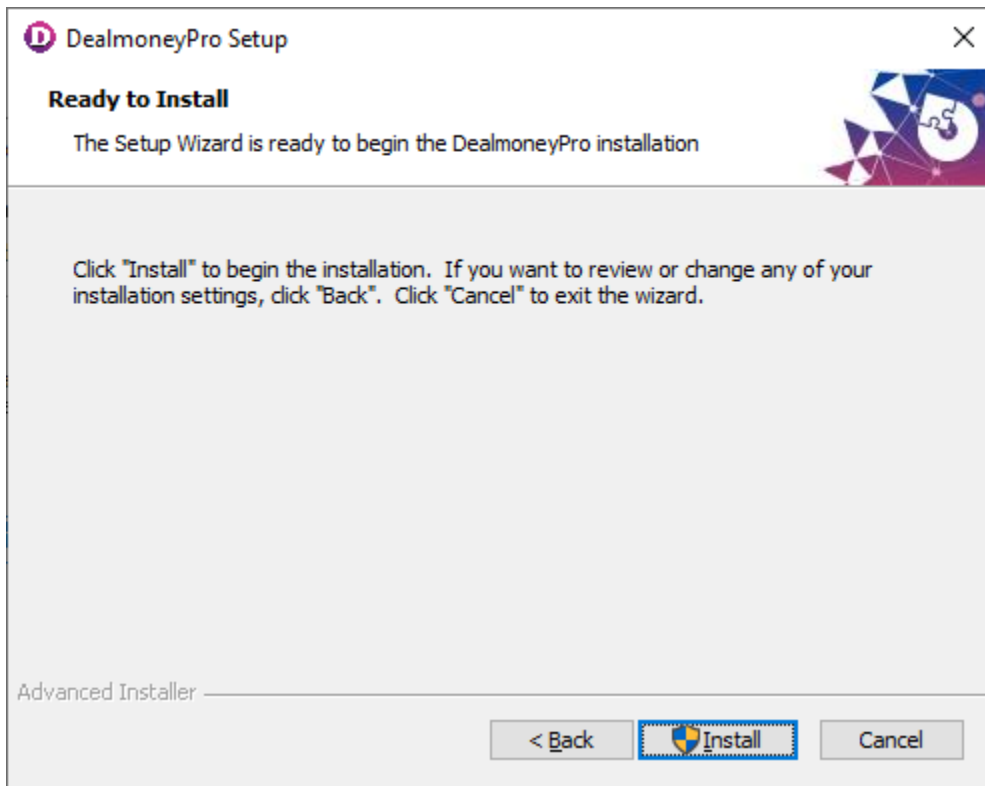 DealmoneyPro Setup
Ready to Install
The Setup Wizard is ready to begin the DealmoneyPro installation
Click "Install" to begin the installation.  If you want to review or change any of your
installation settings, click "Back".  Click "Cancel" to exit the wizard.
Advanced Installer
< Back
Install
Cancel